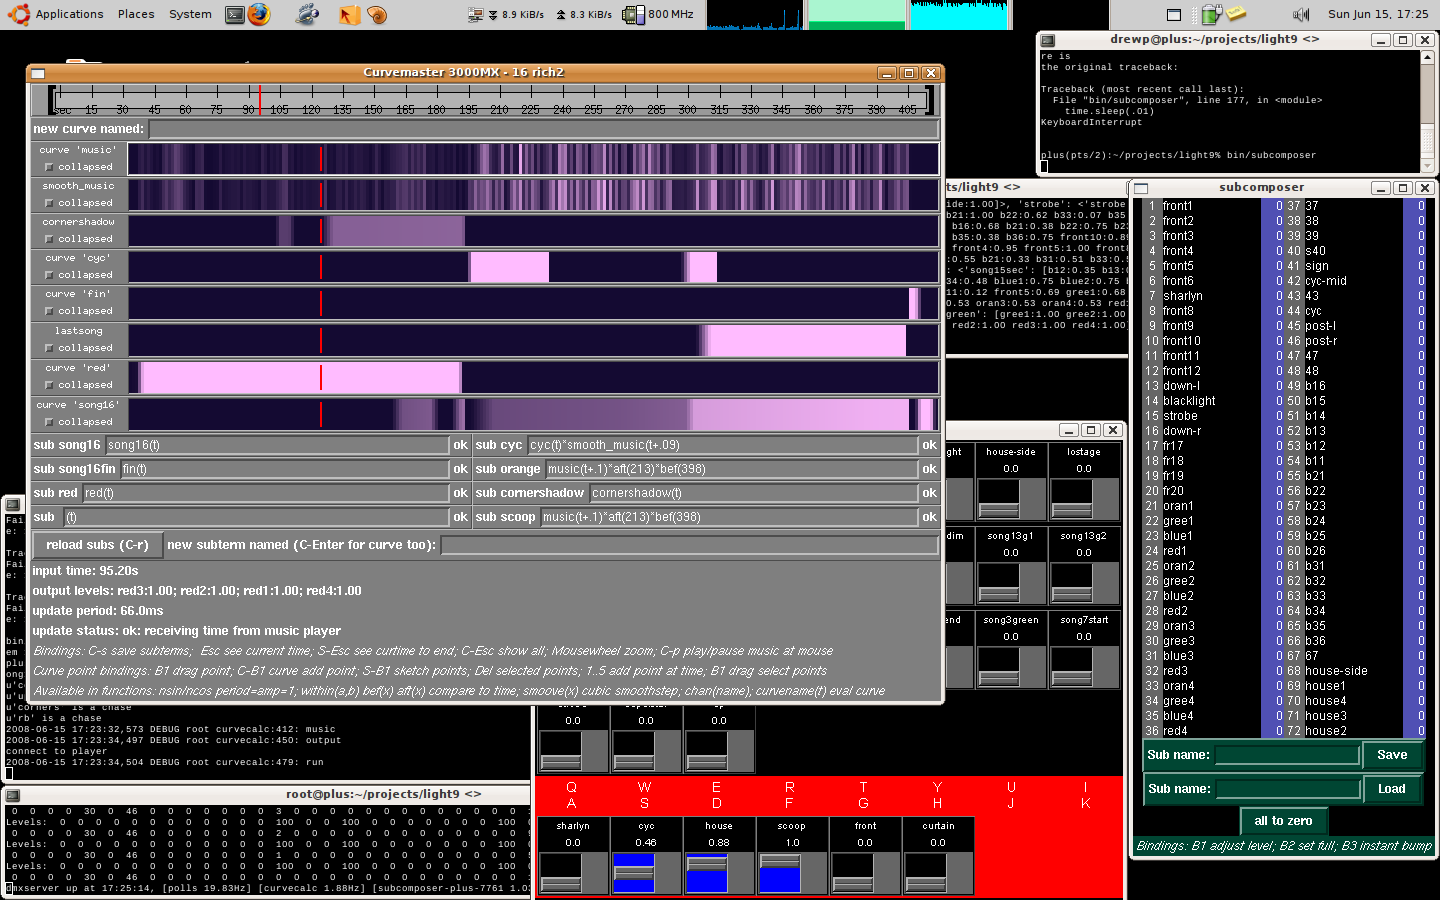 Applications Places System
8.9 KiB/s
8.3 KiB/s
800 MHz
Sun Jun 15, 17:25
drewp@plus:~/projects/light9 <>
re is
the original traceback:
Traceback (most recent call last):
File "bin/subcomposer", line 177, in <module>
time.sleep(.01)
KeyboardInterrupt
plus(pts/2):~/projects/light9% bin/subcomposer
Curvemaster 3000MX - 16 rich2
sec 15 30 45 60 75 90 105 120 135 150 165 180 195 210 225 240 255 270 285 300 315 330 345 360 375 390 405
new curve named:
curve 'music'
collapsed
smooth_music
collapsed
cornershadow
collapsed
curve 'cyc'
collapsed
curve 'fin'
collapsed
lastsong
collapsed
curve 'red'
collapsed
curve 'song16'
collapsed
sub song16 song16(t) ok
sub cyc cyc(t)*smooth_music(t+.09) ok
sub song16fin fin(t) ok
sub orange music(t+.1)*aft(213)*bef(398) ok
sub red red(t) ok
sub cornershadow cornershadow(t) ok
sub (t) ok
sub scoop music(t+.1)*aft(213)*bef(398) ok
reload subs (C-r) new subterm named (C-Enter for curve too):
input time: 95.20s
output levels: red3:1.00; red2:1.00; red1:1.00; red4:1.00
update period: 66.0ms
update status: ok: receiving time from music player
Bindings: C-s save subterms; Esc see current time; S-Esc see curtime to end; C-Esc show all; Mousewheel zoom; C-p play/pause music at mouse
Curve point bindings: B1 drag point; C-B1 curve add point; S-B1 sketch points; Del selected points; 1..5 add point at time; B1 drag select points
Available in functions: nsin/ncos period=amp=1; within(a,b) bef(x) aft(x) compare to time; smoove(x) cubic smoothstep; chan(name); curvename(t) eval curve
ts/light9 <>
ide:1.00]>, 'strobe': <'strobe
b21:1.00 b22:0.62 b33:0.07 b35
b16:0.68 b21:0.38 b22:0.75 b23
b35:0.38 b36:0.75 front10:0.8
front4:0.95 front5:1.00 front8
:0.55 b21:0.33 b31:0.51 b33:0.5
: <'song15sec': [b12:0.35 b13:0
34:0.48 blue1:0.75 blue2:0.75 b
11:0.12 front5:0.69 gree1:0.68
0.53 oran3:0.53 oran4:0.53 red1
green': [gree1:1.00 gree2:1.00
red2:1.00 red3:1.00 red4:1.00]
subcomposer
1 front1 0 37 37 0
2 front2 0 38 38 0
3 front3 0 39 39 0
4 front4 0 40 s40 0
5 front5 0 41 sign 0
6 front6 0 42 cyc-mid 0
7 sharlyn 0 43 43 0
8 front8 0 44 cyc 0
9 front9 0 45 post-l 0
10 front10 0 46 post-r 0
11 front11 0 47 47 0
12 front12 0 48 48 0
13 down-l 0 49 b16 0
14 blacklight 0 50 b15 0
15 strobe 0 51 b14 0
16 down-r 0 52 b13 0
17 fr17 0 53 b12 0
18 fr18 0 54 b11 0
19 fr19 0 55 b21 0
20 fr20 0 56 b22 0
21 oran1 0 57 b23 0
22 gree1 0 58 b24 0
23 blue1 0 59 b25 0
24 red1 0 60 b26 0
25 oran2 0 61 b31 0
26 gree2 0 62 b32 0
27 blue2 0 63 b33 0
28 red2 0 64 b34 0
29 oran3 0 65 b35 0
30 gree3 0 66 b36 0
31 blue3 0 67 67 0
32 red3 0 68 house-side 0
33 oran4 0 69 house1 0
34 gree4 0 70 house4 0
35 blue4 0 71 house3 0
36 red4 0 72 house2 0
Sub name: Save
Sub name: Load
all to zero
Bindings: B1 adjust level; B2 set full; B3 instant bump
ght house-side lostage
0.0 0.0
dim song13g1 song13g2
0.0 0.0
end song3green song7start
0.0 0.0
0.0 0.0 0.0
Q W E R T Y U I
A S D F G H J K
sharlyn cyc house scoop front curtain
0.0 0.46 0.88 1.0 0.0 0.0
u'corners' is a chase
u'rb' is a chase
2008-06-15 17:23:32,573 DEBUG root curvecalc:412: music
2008-06-15 17:23:34,497 DEBUG root curvecalc:450: output
connect to player
2008-06-15 17:23:34,504 DEBUG root curvecalc:479: run
root@plus:~/projects/light9 <>
0 0 0 0 30 0 46 0 0 0 0 0 3 0 0 0 0 0 0 0 0
Levels: 0 0 0 0 0 0 0 0 0 0 100 0 0 100 0 0 0 0 0 100
0 0 0 0 30 0 46 0 0 0 0 0 2 0 0 0 0 0 0 0 0
Levels: 0 0 0 0 0 0 0 0 0 0 100 0 0 100 0 0 0 0 0 100
0 0 0 0 30 0 46 0 0 0 0 0 1 0 0 0 0 0 0 0 0
Levels: 0 0 0 0 0 0 0 0 0 0 100 0 0 100 0 0 0 0 0 100
0 0 0 0 30 0 46 0 0 0 0 0 0 0 0 0 0 0 0 0 0
dmxserver up at 17:25:14, [polls 19.83Hz] [curvecalc 1.88Hz] [subcomposer-plus-7761 1.0